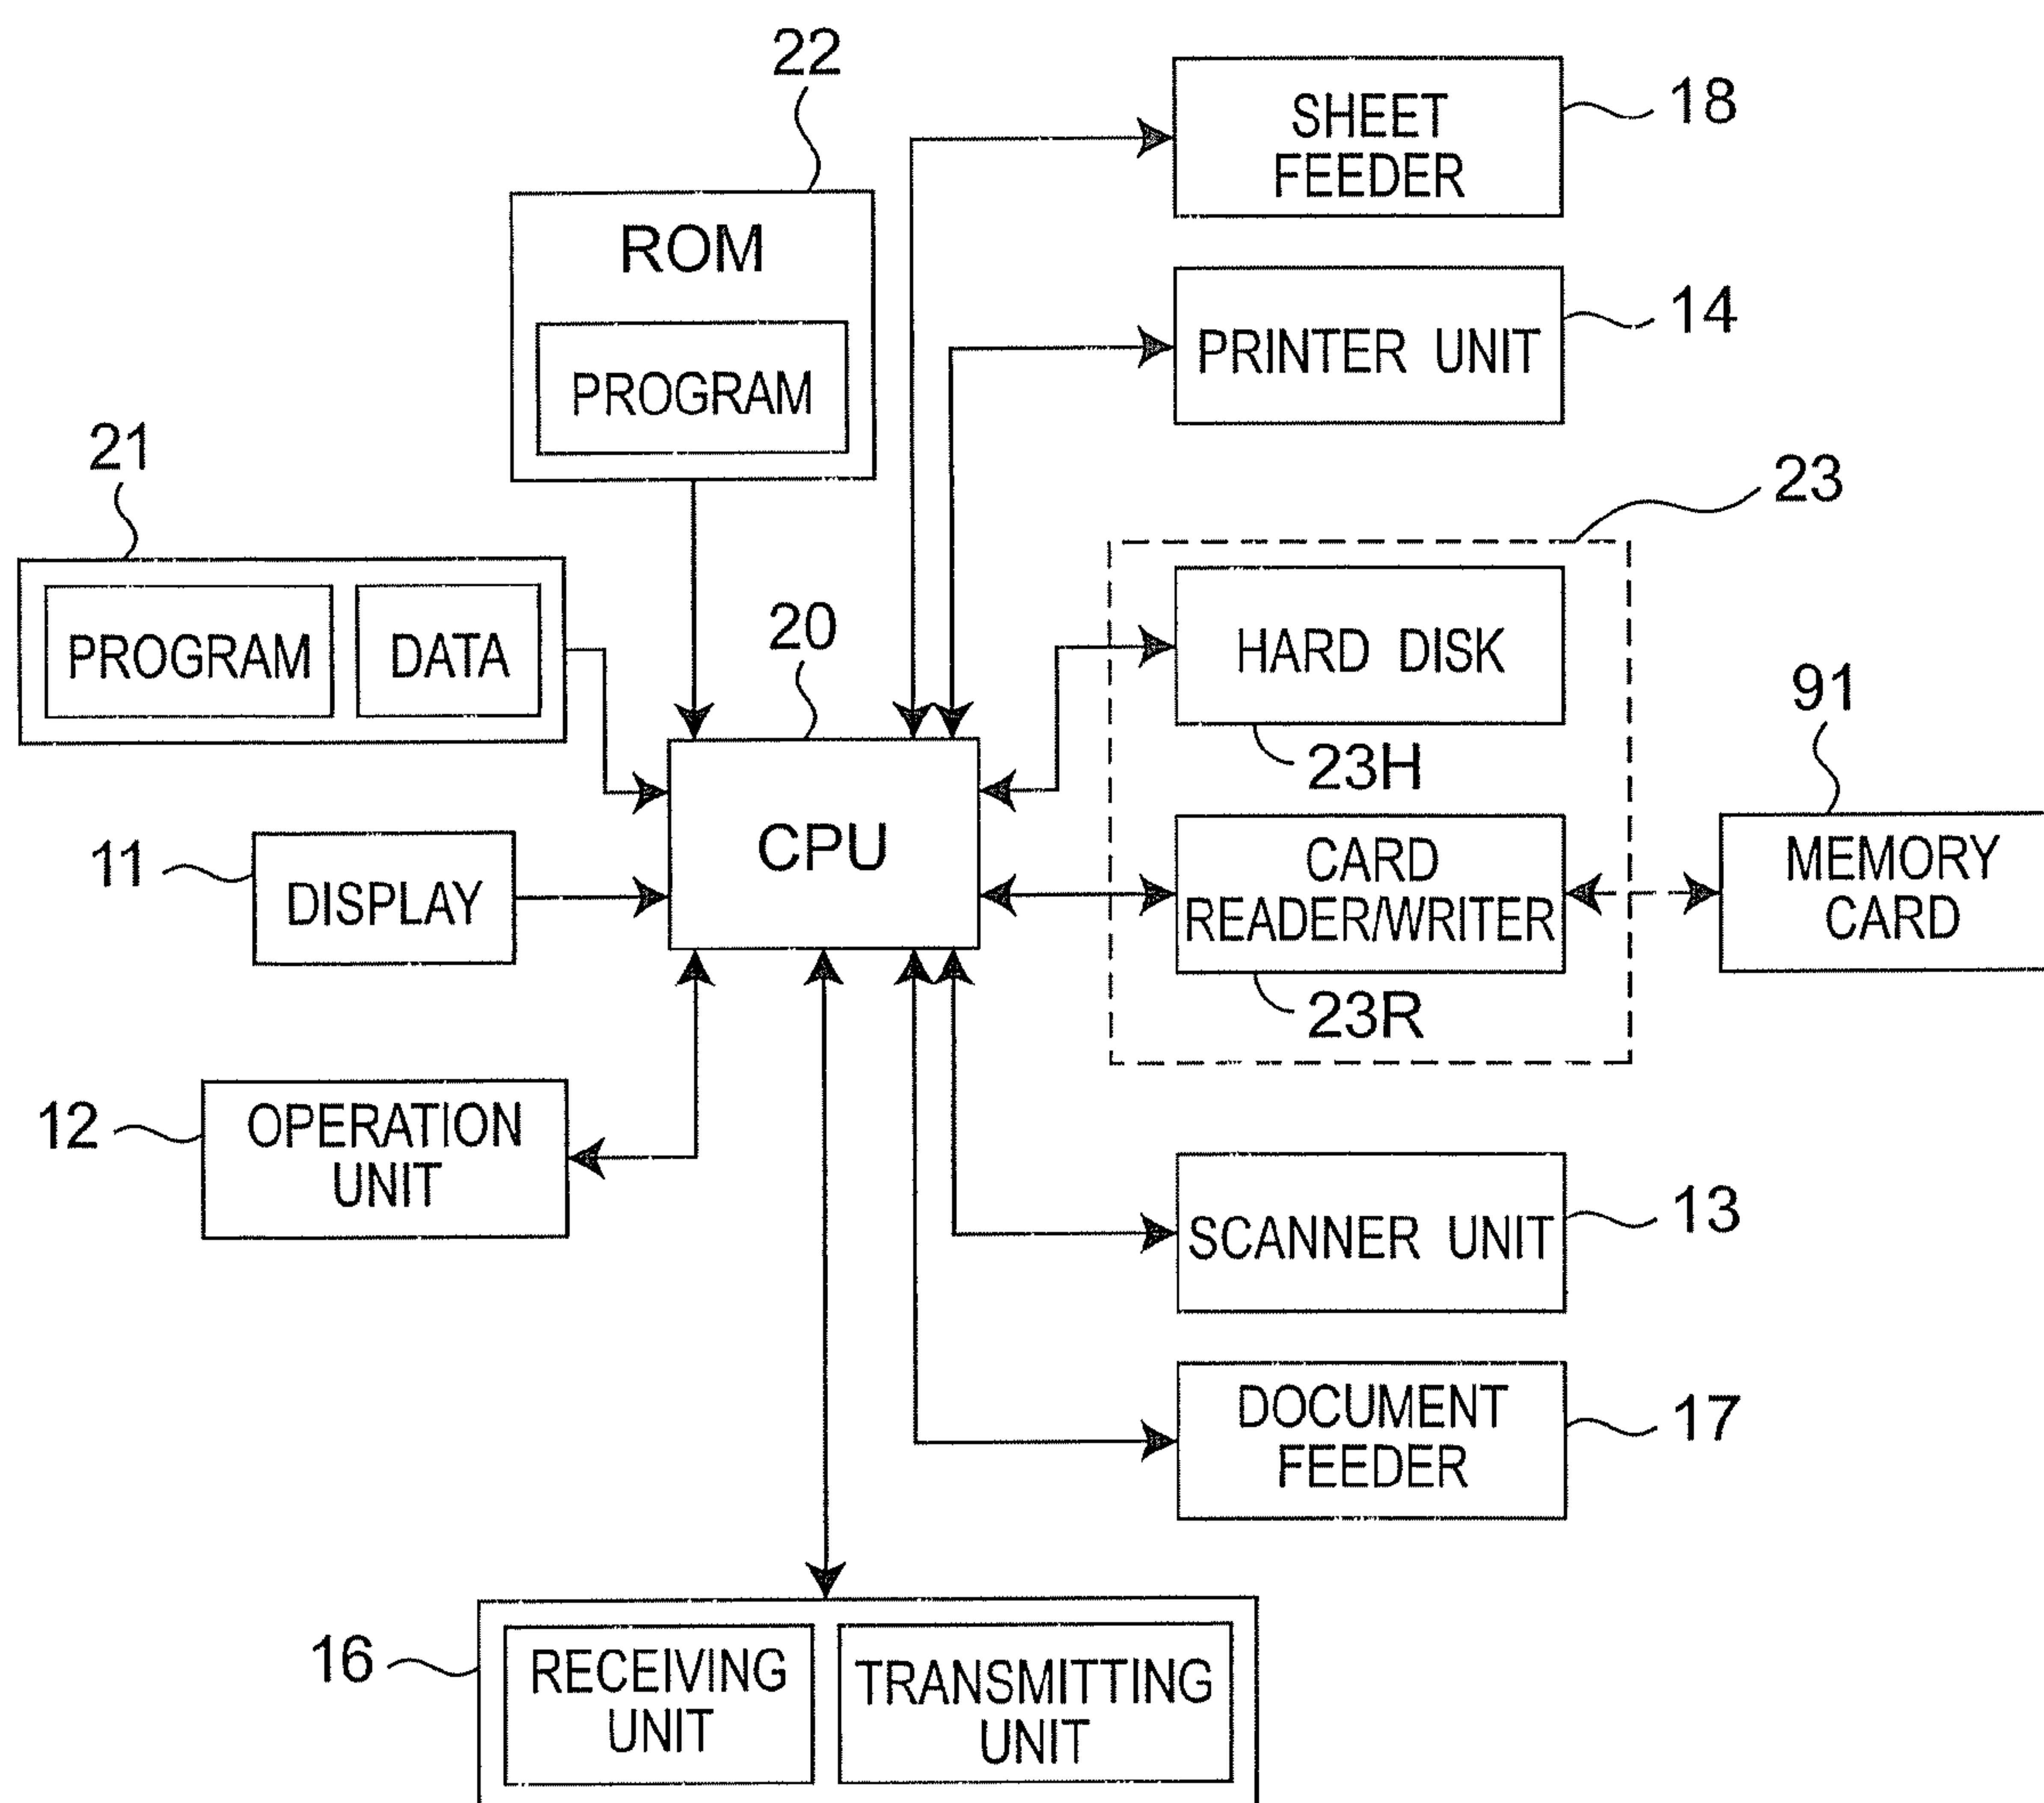 22
ROM
PROGRAM
SHEET
FEEDER
18
PRINTER UNIT
14
21
PROGRAM
DATA
20
CPU
23
HARD DISK
23H
CARD
READER/WRITER
23R
91
MEMORY
CARD
11
DISPLAY
12
OPERATION
UNIT
SCANNER UNIT
13
DOCUMENT
FEEDER
17
16
RECEIVING
UNIT
TRANSMITTING
UNIT